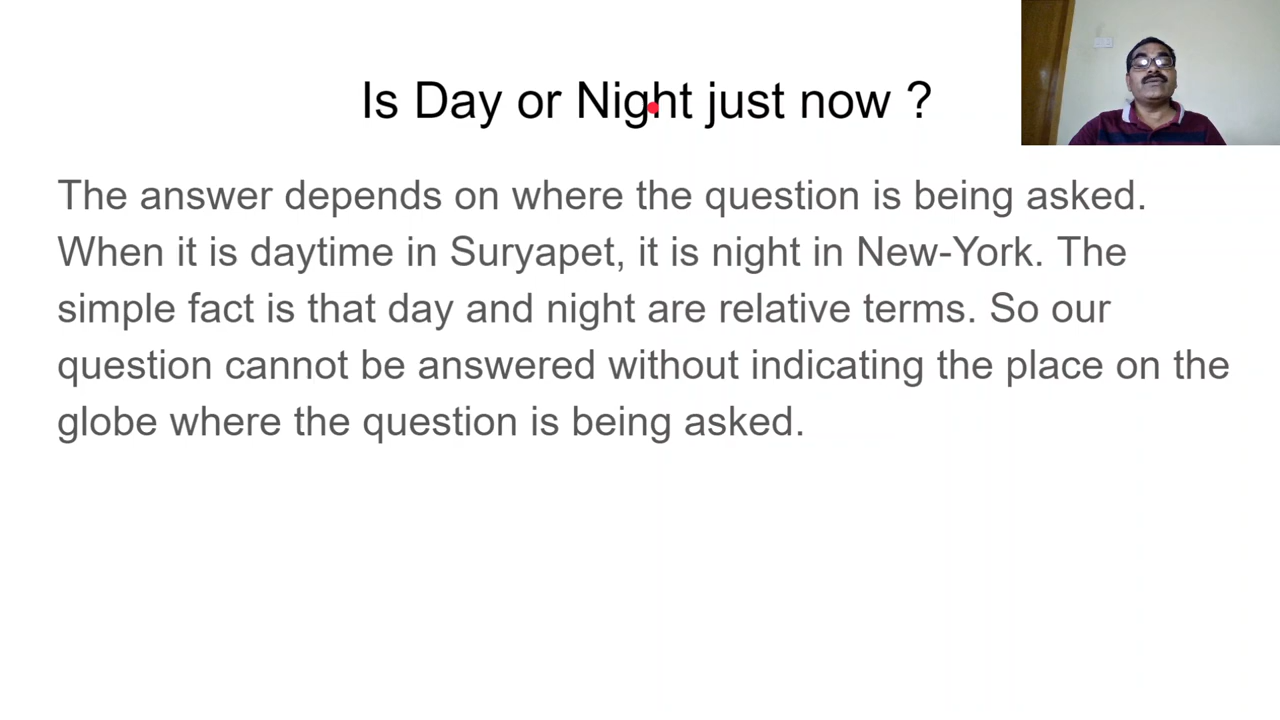 Is Day or Night just now ?
The answer depends on where the question is being asked.
When it is daytime in Suryapet, it is night in New-York. The
simple fact is that day and night are relative terms. So our
question cannot be answered without indicating the place on the
globe where the question is being asked.